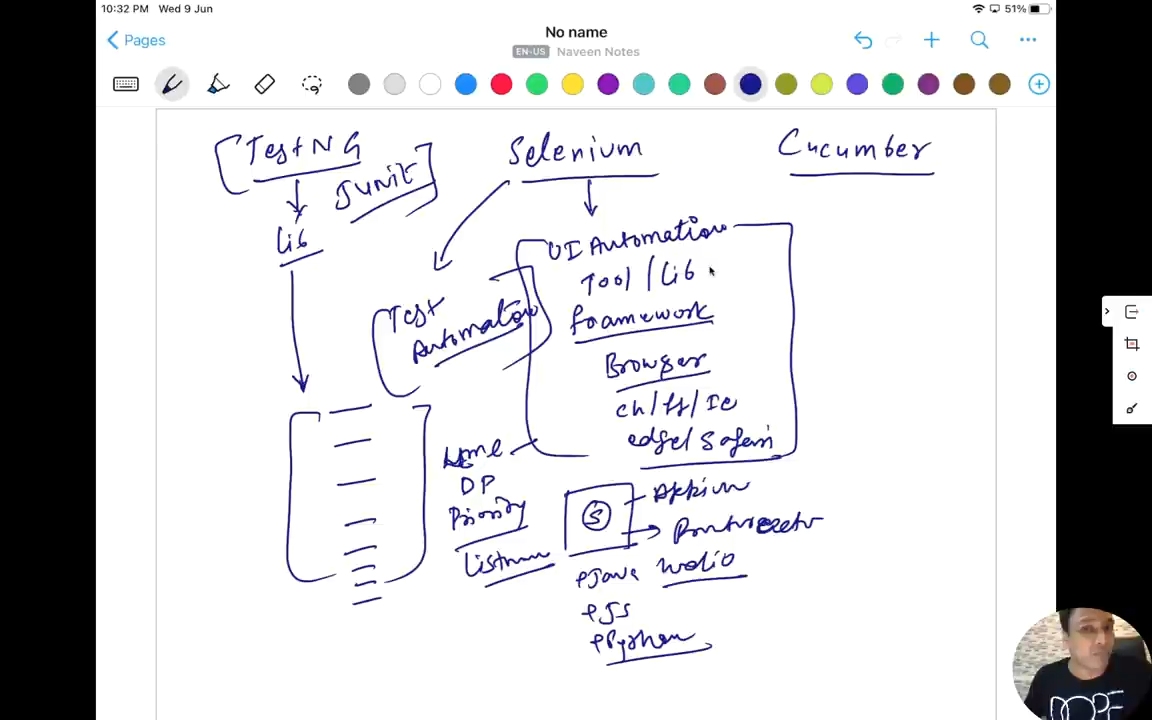 10:32 PM Wed 9 Jun
51%
Pages
No name
EN-US Naveen Notes
TestNG
Junit
Selenium
Cucumber
Lib
UI Automation
Tool / Lib
framework
Test
Automation
Browser
ch/ff/IE
edge/Safari
DP
Priority
Listener
S
Appium
Protractor
Wdio
+Java
+JS
+Python
DOPE